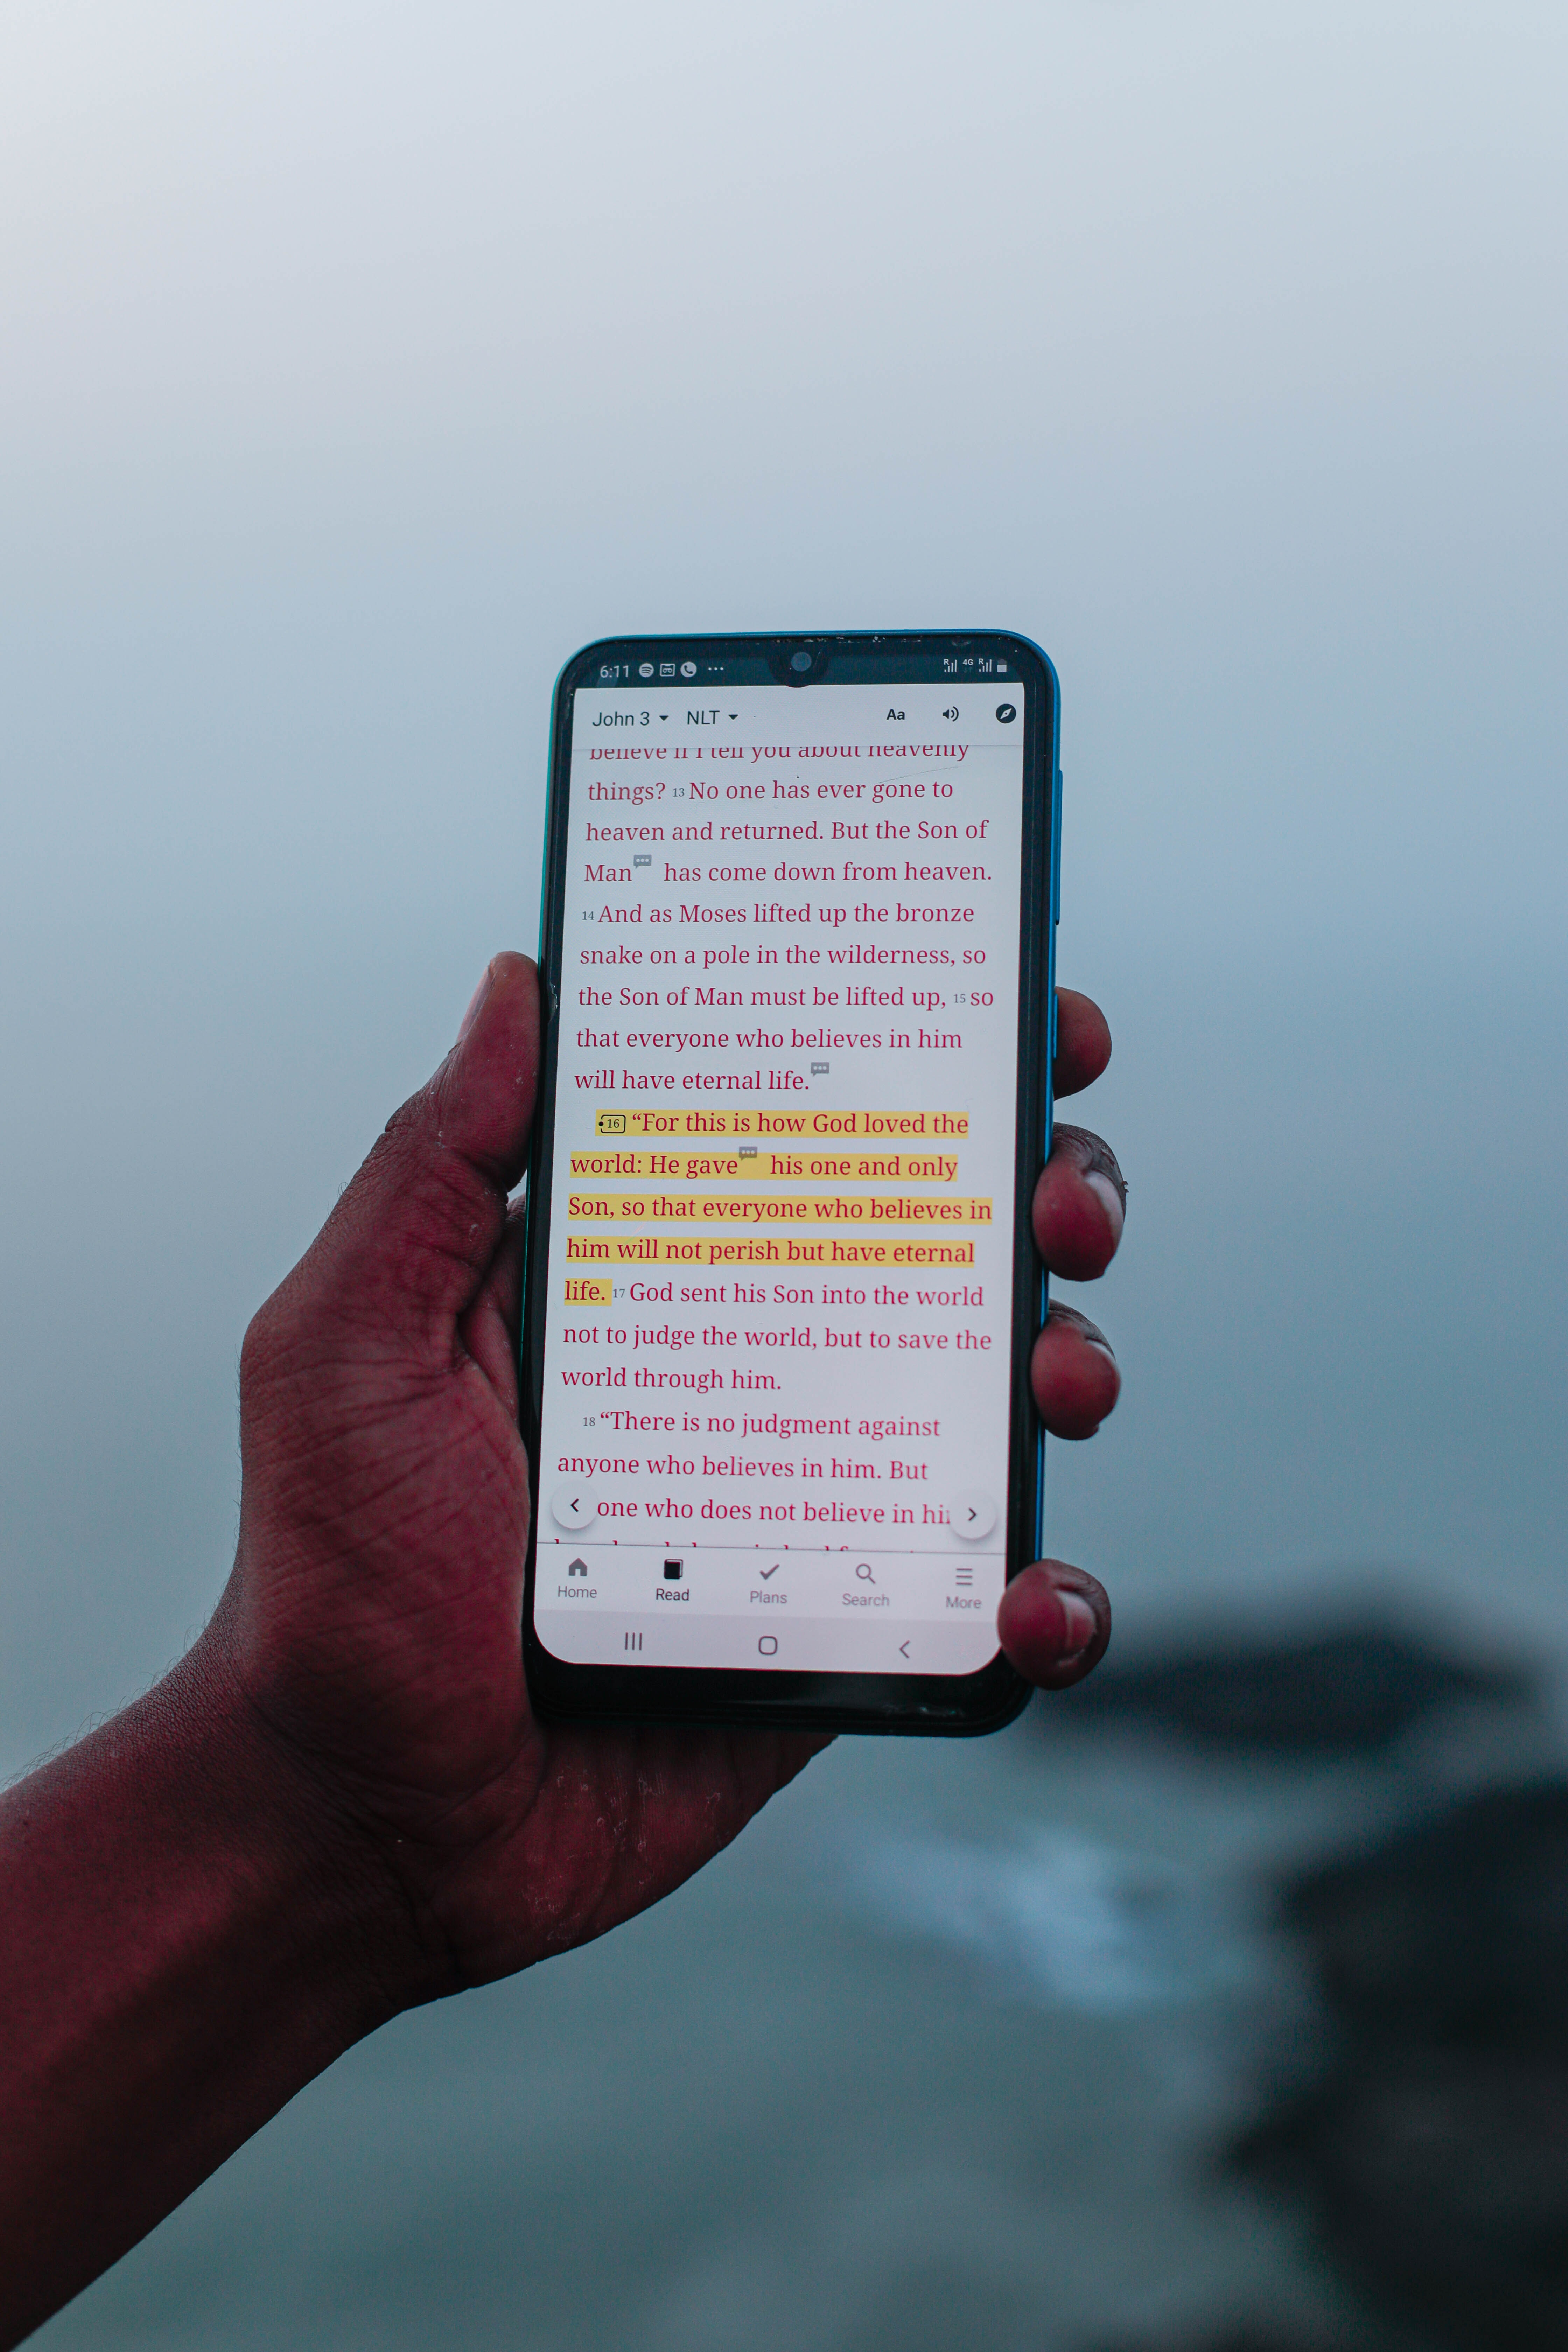 6:11 R 4G R
John 3 NLT Aa
believe if I tell you about heavenly
things? 13 No one has ever gone to
heaven and returned. But the Son of
Man has come down from heaven.
14 And as Moses lifted up the bronze
snake on a pole in the wilderness, so
the Son of Man must be lifted up, 15 so
that everyone who believes in him
will have eternal life.
16 “For this is how God loved the
world: He gave his one and only
Son, so that everyone who believes in
him will not perish but have eternal
life. 17 God sent his Son into the world
not to judge the world, but to save the
world through him.
18 “There is no judgment against
anyone who believes in him. But
one who does not believe in
Home Read Plans Search More